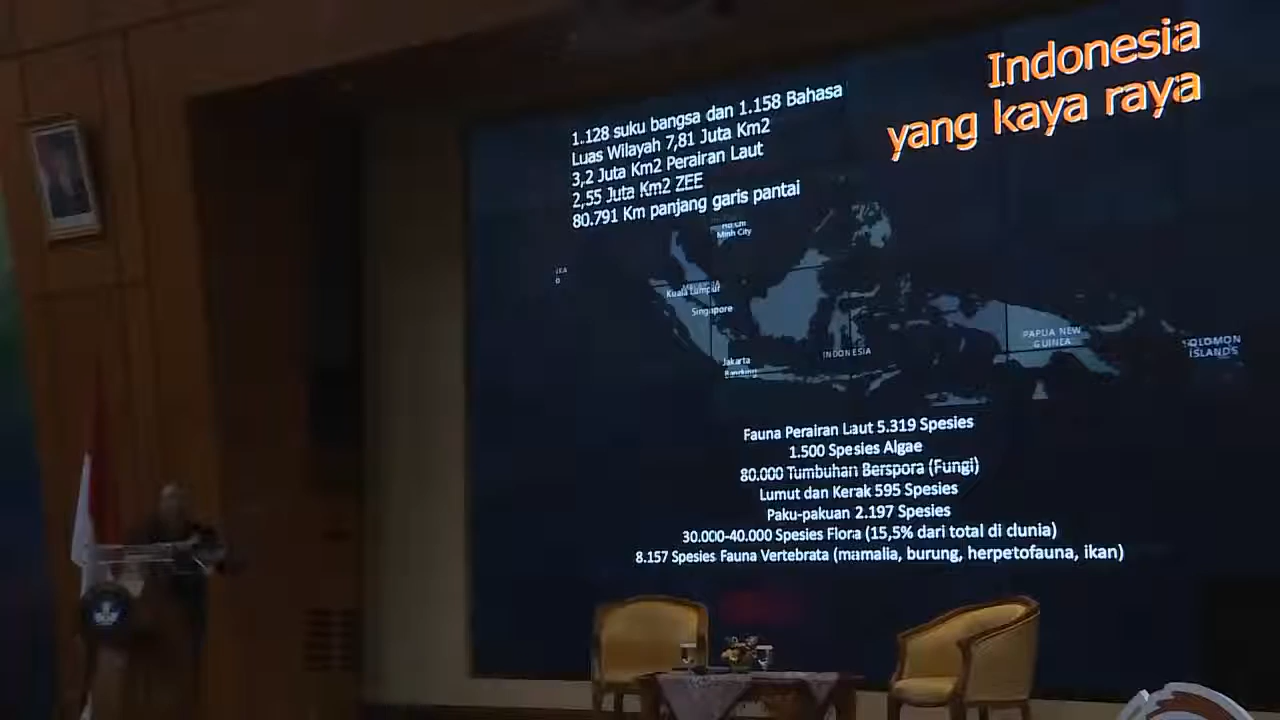 Indonesia
yang kaya raya
1.128 suku bangsa dan 1.158 Bahasa
Luas Wilayah 7,81 Juta Km2
3,2 Juta Km2 Perairan Laut
2,55 Juta Km2 ZEE
80.791 Km panjang garis pantai
Minh City
Kuala Lumpur
Singapore
Jakarta
Bandung
INDONESIA
PAPUA NEW
GUINEA
SOLOMON
ISLANDS
Fauna Perairan Laut 5.319 Spesies
1.500 Spesies Algae
80.000 Tumbuhan Berspora (Fungi)
Lumut dan Kerak 595 Spesies
Paku-pakuan 2.197 Spesies
30.000-40.000 Spesies Flora (15,5% dari total di dunia)
8.157 Spesies Fauna Vertebrata (mamalia, burung, herpetofauna, ikan)